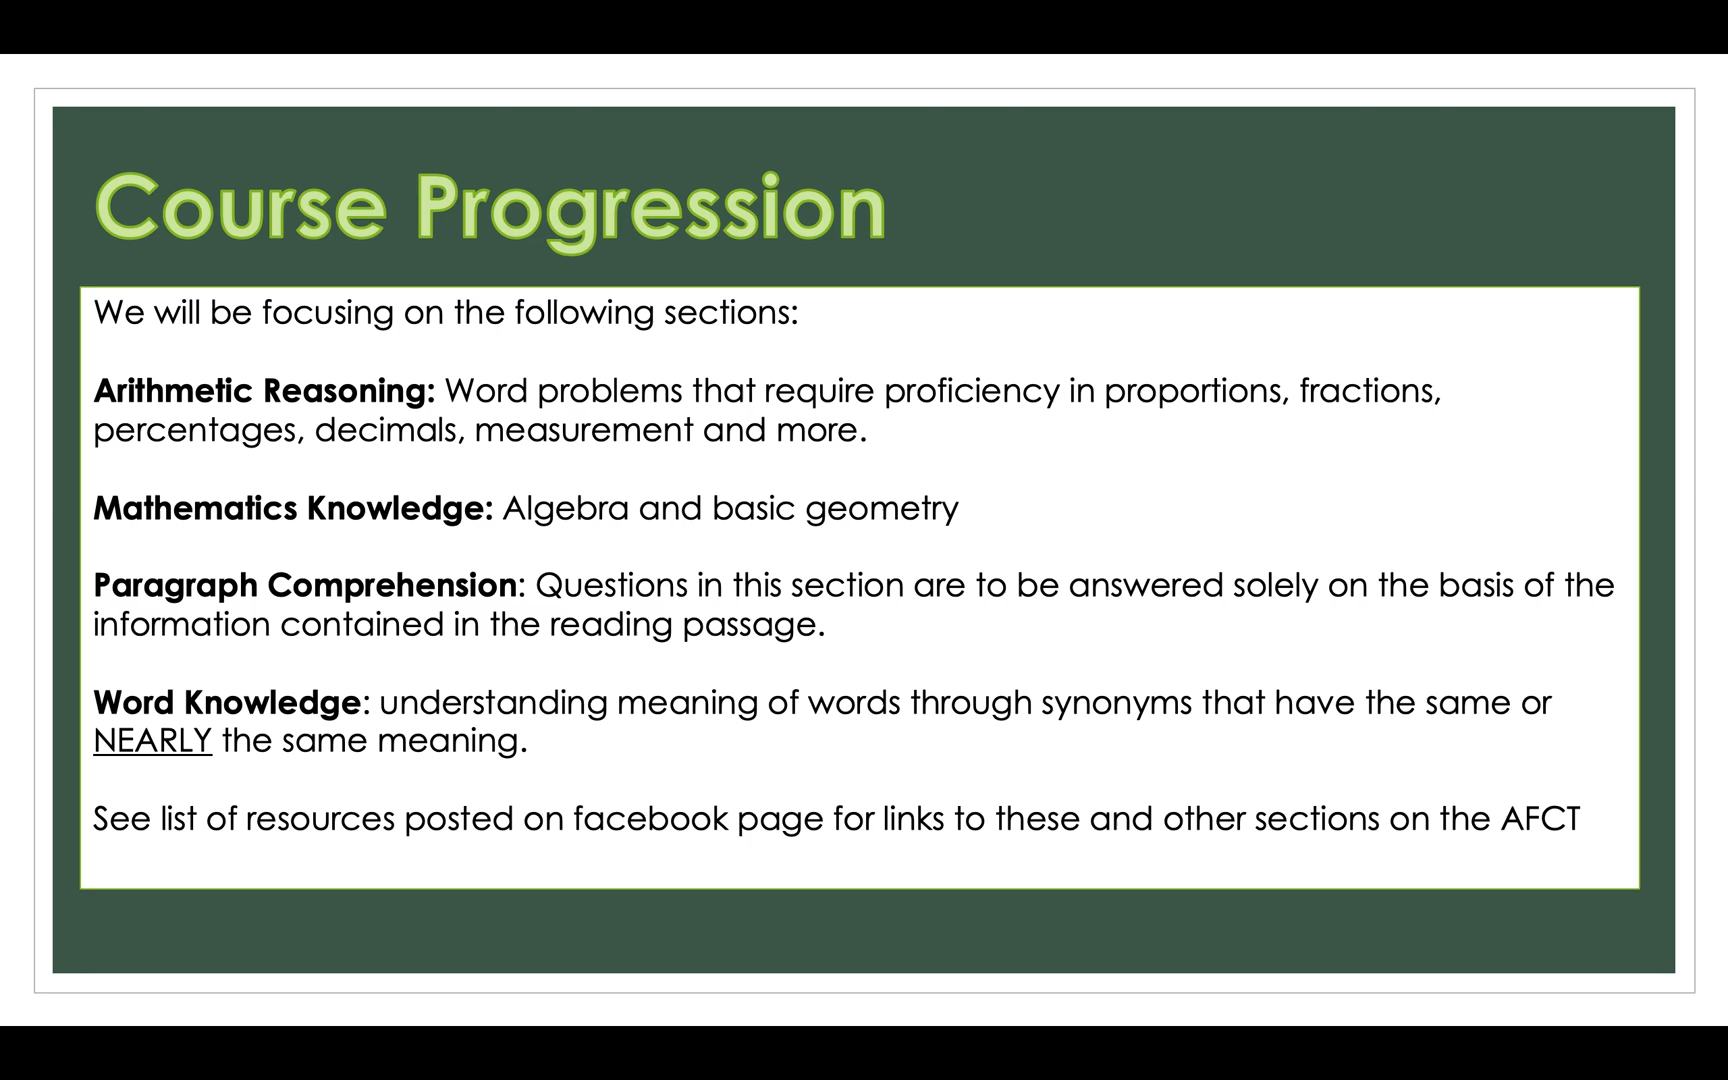 Course Progression
We will be focusing on the following sections:
Arithmetic Reasoning: Word problems that require proficiency in proportions, fractions,
percentages, decimals, measurement and more.
Mathematics Knowledge: Algebra and basic geometry
Paragraph Comprehension: Questions in this section are to be answered solely on the basis of the
information contained in the reading passage.
Word Knowledge: understanding meaning of words through synonyms that have the same or
NEARLY the same meaning.
See list of resources posted on facebook page for links to these and other sections on the AFCT